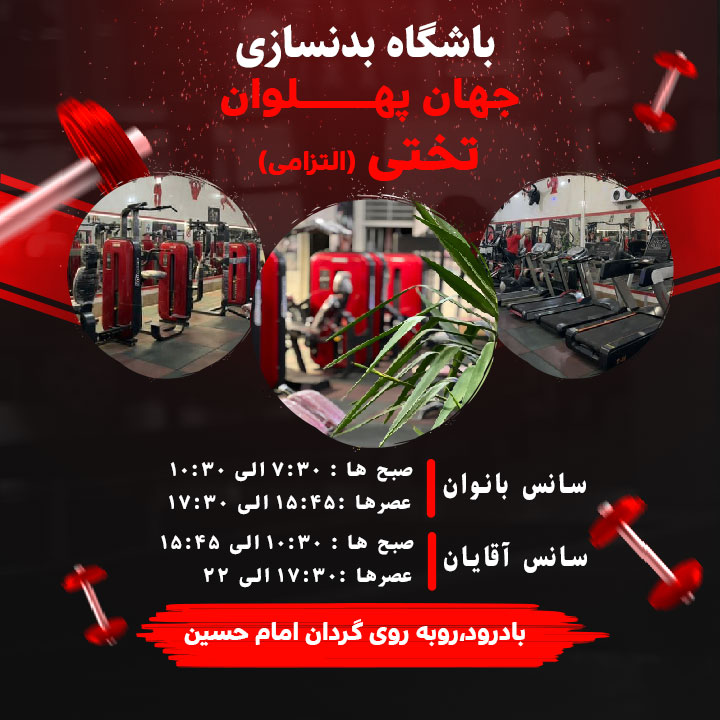 باشگاه بدنسازی
جهان پهـــــلوان
تختی (التزامی)
سانس بانوان
صبح ها : ۷:۳۰ الی ۱۰:۳۰
عصرها :۱۵:۴۵ الی ۱۷:۳۰
سانس آقایان
صبح ها : ۱۰:۳۰ الی ۱۵:۴۵
عصرها :۱۷:۳۰ الی ۲۲
بادرود،روبه روی گردان امام حسین